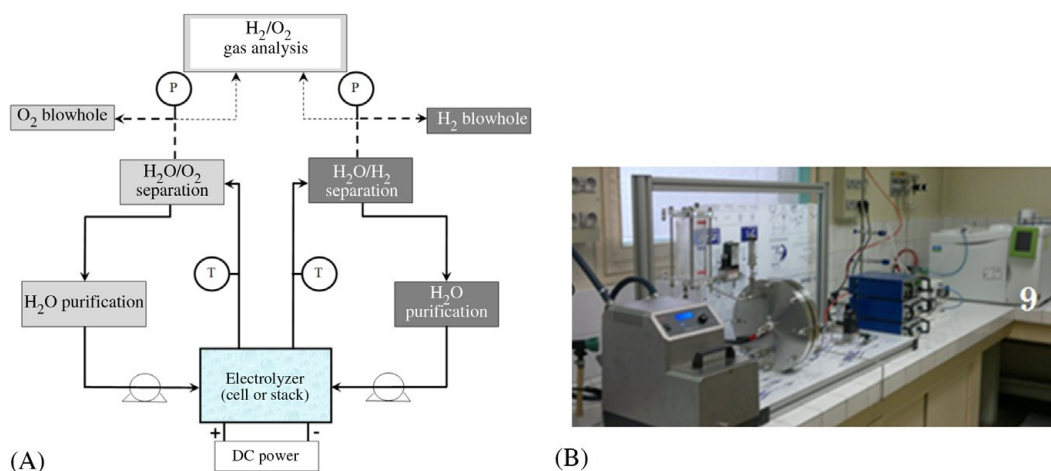 H2/O2
gas analysis
P
P
O2 blowhole
H2 blowhole
H2O/O2
separation
H2O/H2
separation
T
T
H2O purification
H2O
purification
Electrolyzer
(cell or stack)
+
-
DC power
(A)
9
(B)